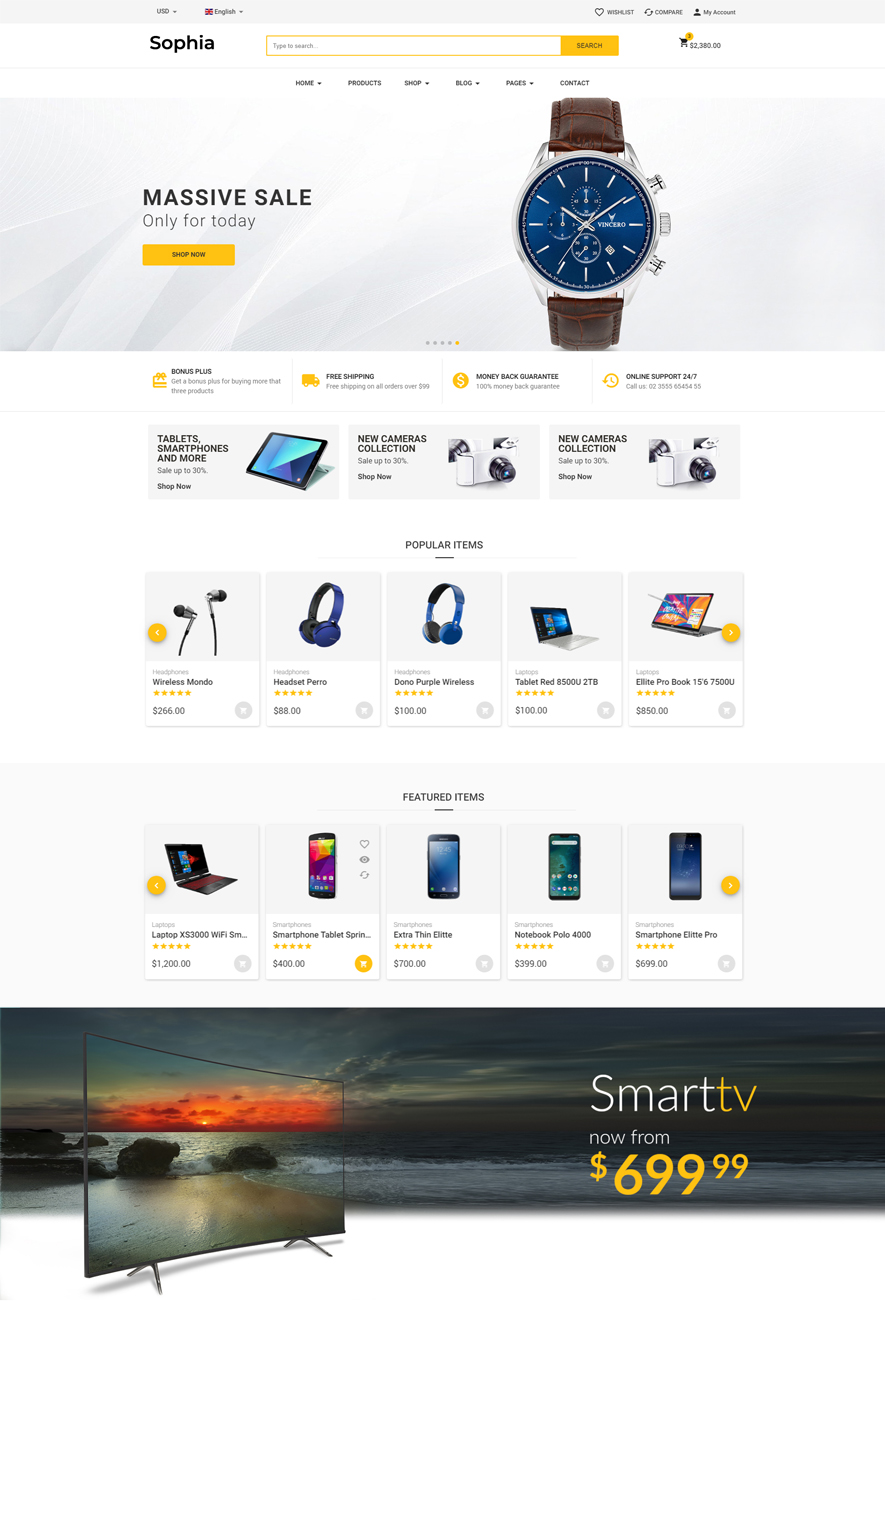 USD
English
WISHLIST
COMPARE
My Account
Sophia
Type to search...
SEARCH
3
$2,380.00
HOME
PRODUCTS
SHOP
BLOG
PAGES
CONTACT
MASSIVE SALE
Only for today
SHOP NOW
VINCERO
BONUS PLUS
Get a bonus plus for buying more that
three products
FREE SHIPPING
Free shipping on all orders over $99
MONEY BACK GUARANTEE
100% money back guarantee
ONLINE SUPPORT 24/7
Call us: 02 3555 65454 55
TABLETS,
SMARTPHONES
AND MORE
Sale up to 30%.
Shop Now
NEW CAMERAS
COLLECTION
Sale up to 30%.
Shop Now
NEW CAMERAS
COLLECTION
Sale up to 30%.
Shop Now
POPULAR ITEMS
Headphones
Wireless Mondo
$266.00
Headphones
Headset Perro
$88.00
Headphones
Dono Purple Wireless
$100.00
Laptops
Tablet Red 8500U 2TB
$100.00
Laptops
Ellite Pro Book 15'6 7500U
$850.00
FEATURED ITEMS
Laptops
Laptop XS3000 WiFi Sm...
$1,200.00
Smartphones
Smartphone Tablet Sprin...
$400.00
Smartphones
Extra Thin Elitte
$700.00
Smartphones
Notebook Polo 4000
$399.00
Smartphones
Smartphone Elitte Pro
$699.00
Smarttv
now from
$699 99